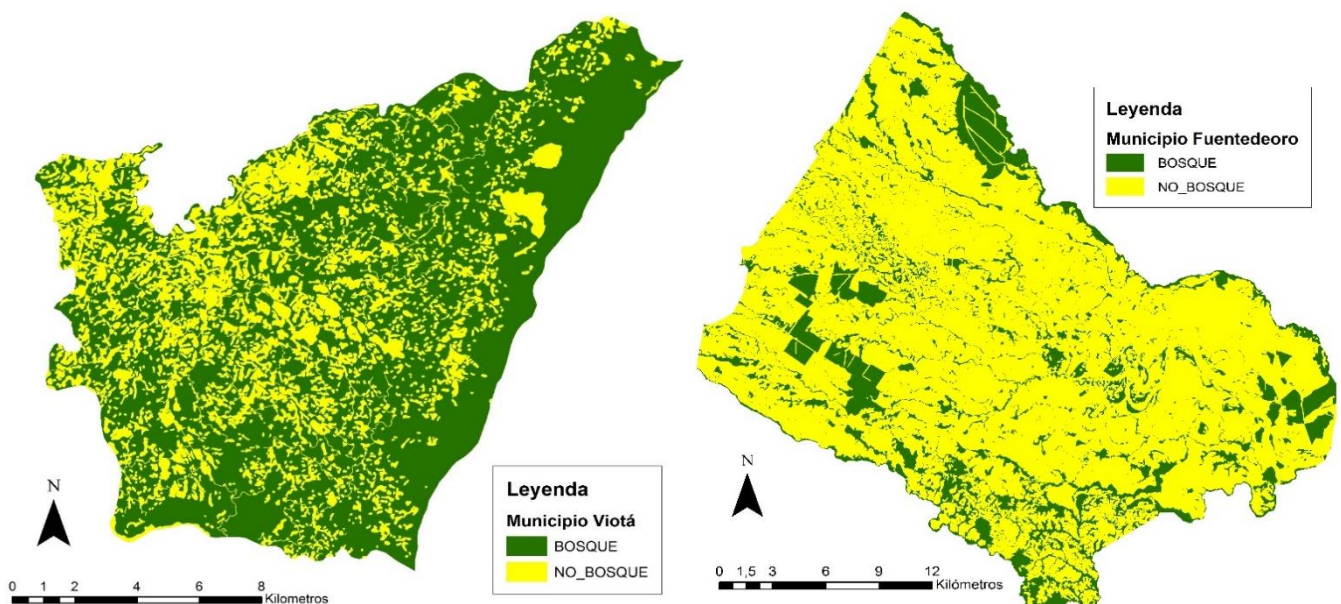 N
0 1 2 4 6 8
Kilometros
Leyenda
Municipio Viotá
BOSQUE
NO_BOSQUE
Leyenda
Municipio Fuentedeoro
BOSQUE
NO_BOSQUE
N
0 1,5 3 6 9 12
Kilómetros